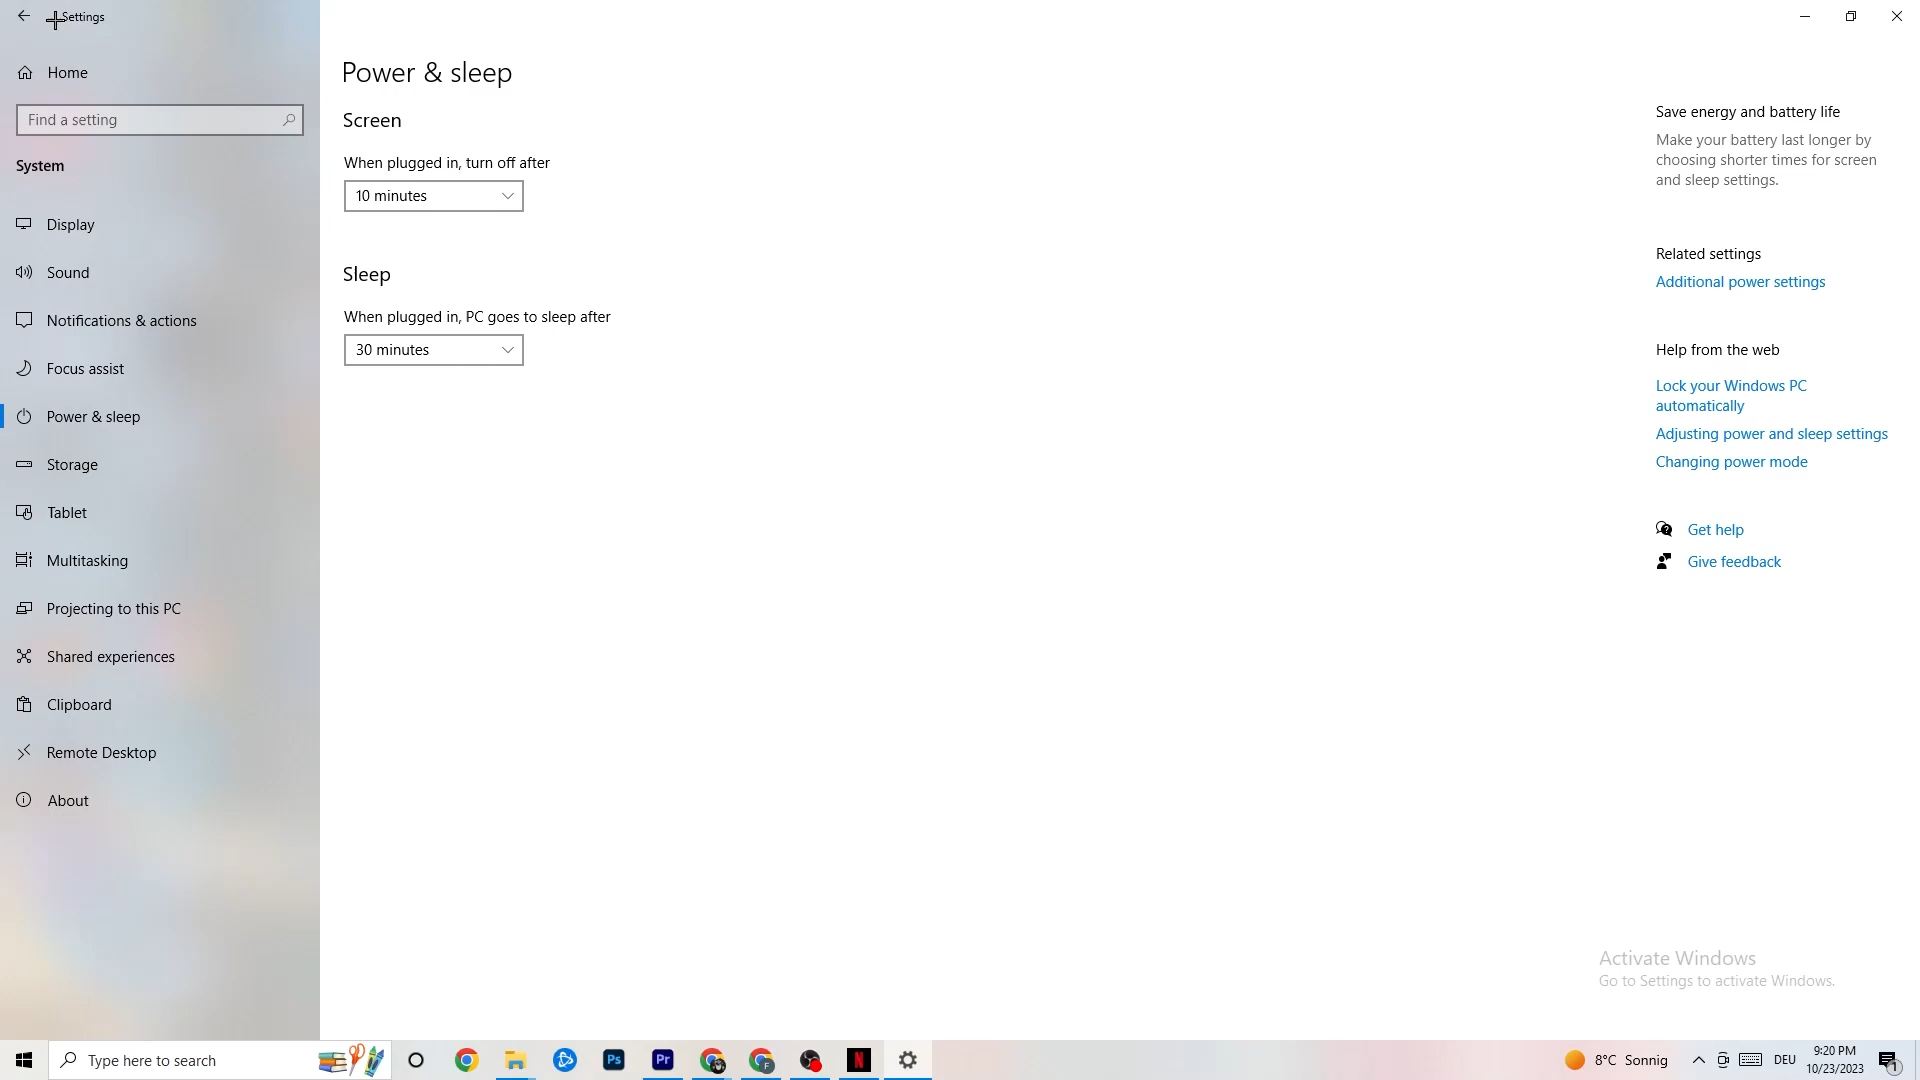 Settings
Home
Find a setting
System
Display
Sound
Notifications & actions
Focus assist
Power & sleep
Storage
Tablet
Multitasking
Projecting to this PC
Shared experiences
Clipboard
Remote Desktop
About
Power & sleep
Screen
When plugged in, turn off after
10 minutes
Sleep
When plugged in, PC goes to sleep after
30 minutes
Save energy and battery life
Make your battery last longer by
choosing shorter times for screen
and sleep settings.
Related settings
Additional power settings
Help from the web
Lock your Windows PC
automatically
Adjusting power and sleep settings
Changing power mode
Get help
Give feedback
Activate Windows
Go to Settings to activate Windows.
Type here to search
Ps
Pr
F
N
8°C Sonnig
DEU
9:20 PM
10/23/2023
1